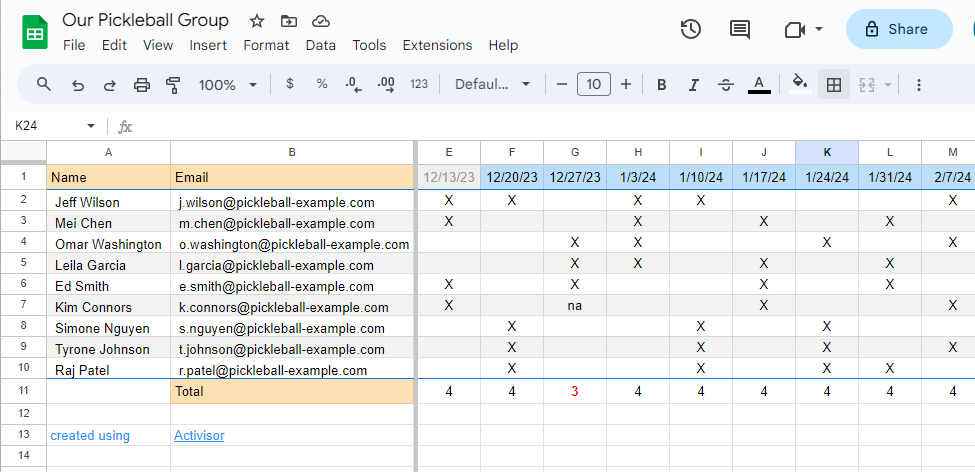 Our Pickleball Group
File Edit View Insert Format Data Tools Extensions Help
Share
100% $ % .0 .00 123 Defaul... − 10 + B I S A
K24 fx
A B E F G H I J K L M
1 Name Email 12/13/23 12/20/23 12/27/23 1/3/24 1/10/24 1/17/24 1/24/24 1/31/24 2/7/24
2 Jeff Wilson j.wilson@pickleball-example.com X X X X X
3 Mei Chen m.chen@pickleball-example.com X X X X
4 Omar Washington o.washington@pickleball-example.com X X X X
5 Leila Garcia l.garcia@pickleball-example.com X X X X
6 Ed Smith e.smith@pickleball-example.com X X X X
7 Kim Connors k.connors@pickleball-example.com X na X X
8 Simone Nguyen s.nguyen@pickleball-example.com X X X
9 Tyrone Johnson t.johnson@pickleball-example.com X X X X
10 Raj Patel r.patel@pickleball-example.com X X X X
11 Total 4 4 3 4 4 4 4 4 4
12
13 created using Activisor
14